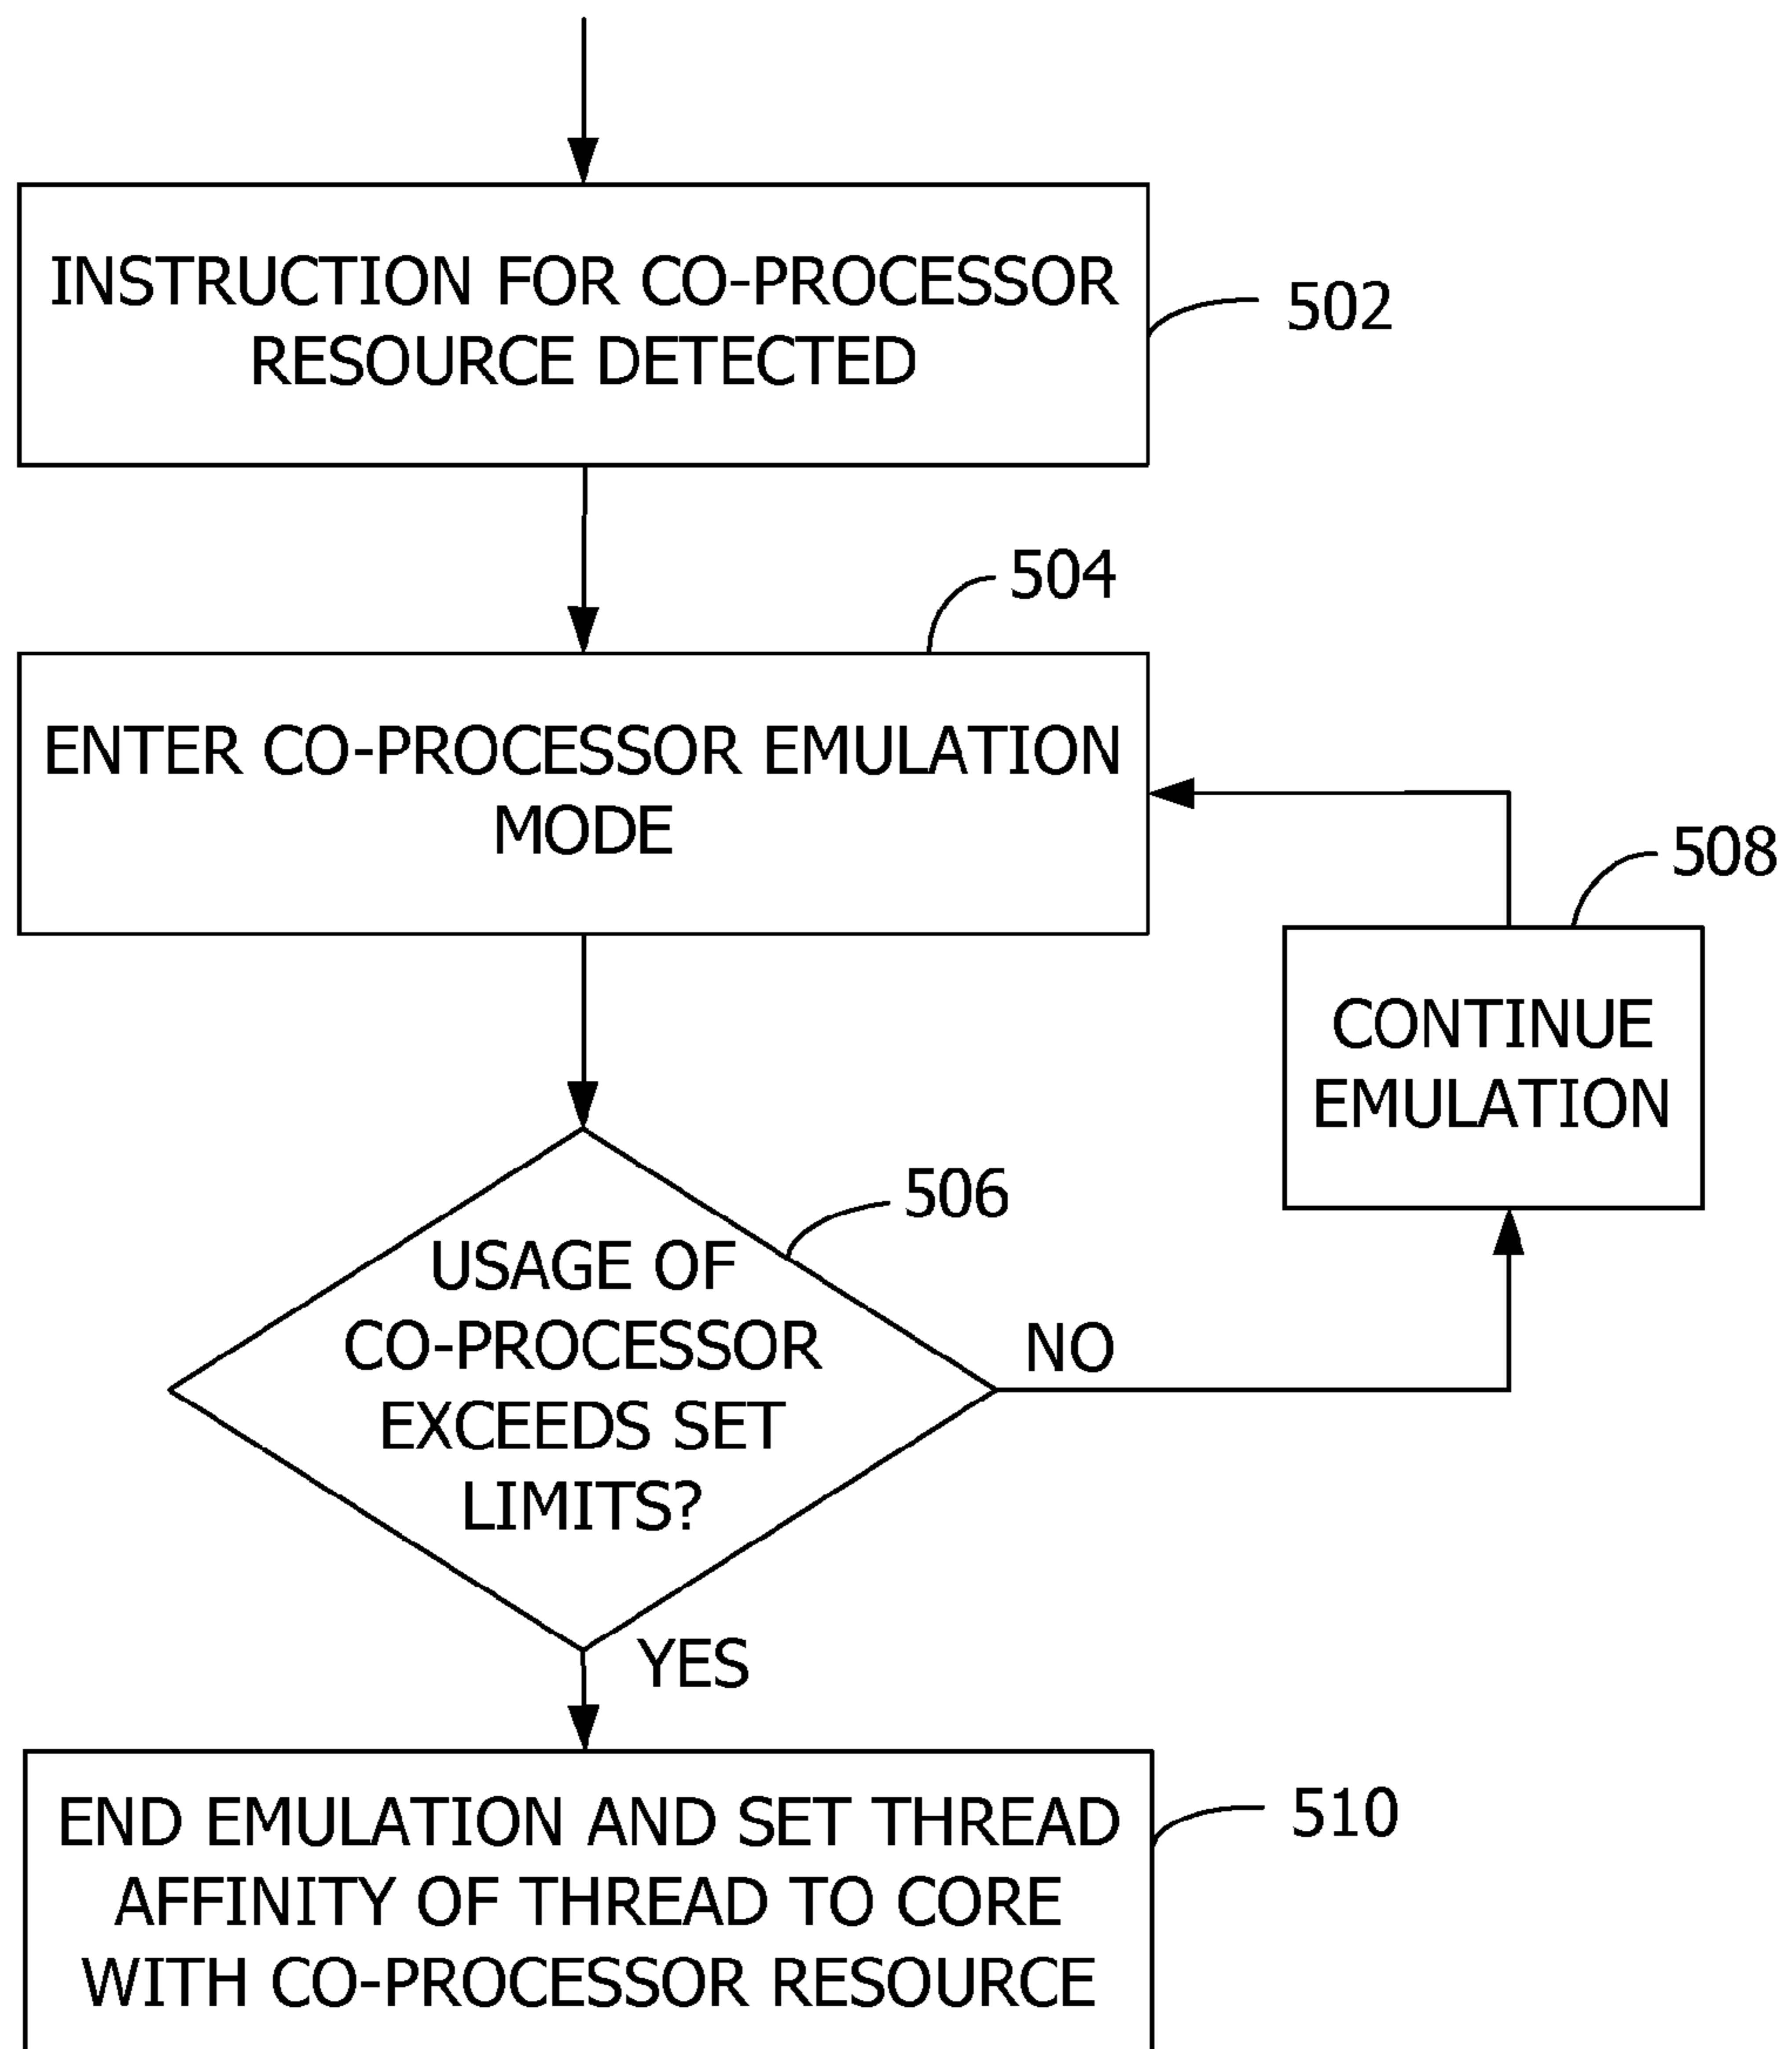 INSTRUCTION FOR CO-PROCESSOR
RESOURCE DETECTED
502
504
ENTER CO-PROCESSOR EMULATION
MODE
508
CONTINUE
EMULATION
506
USAGE OF
CO-PROCESSOR
EXCEEDS SET
LIMITS?
NO
YES
END EMULATION AND SET THREAD
AFFINITY OF THREAD TO CORE
WITH CO-PROCESSOR RESOURCE
510